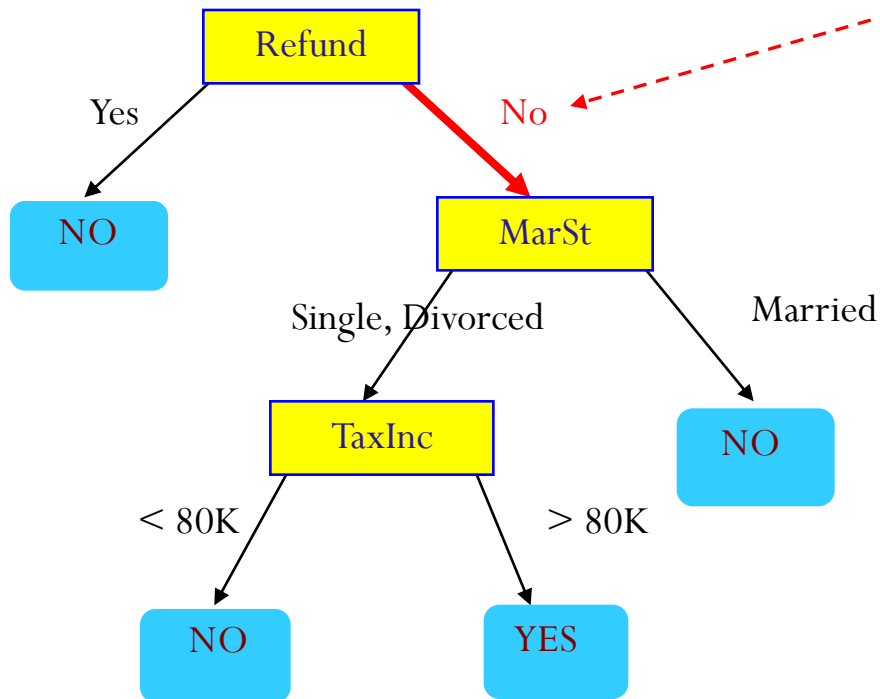 Refund
Yes
No
NO
MarSt
Single, Divorced
Married
TaxInc
NO
< 80K
> 80K
NO
YES